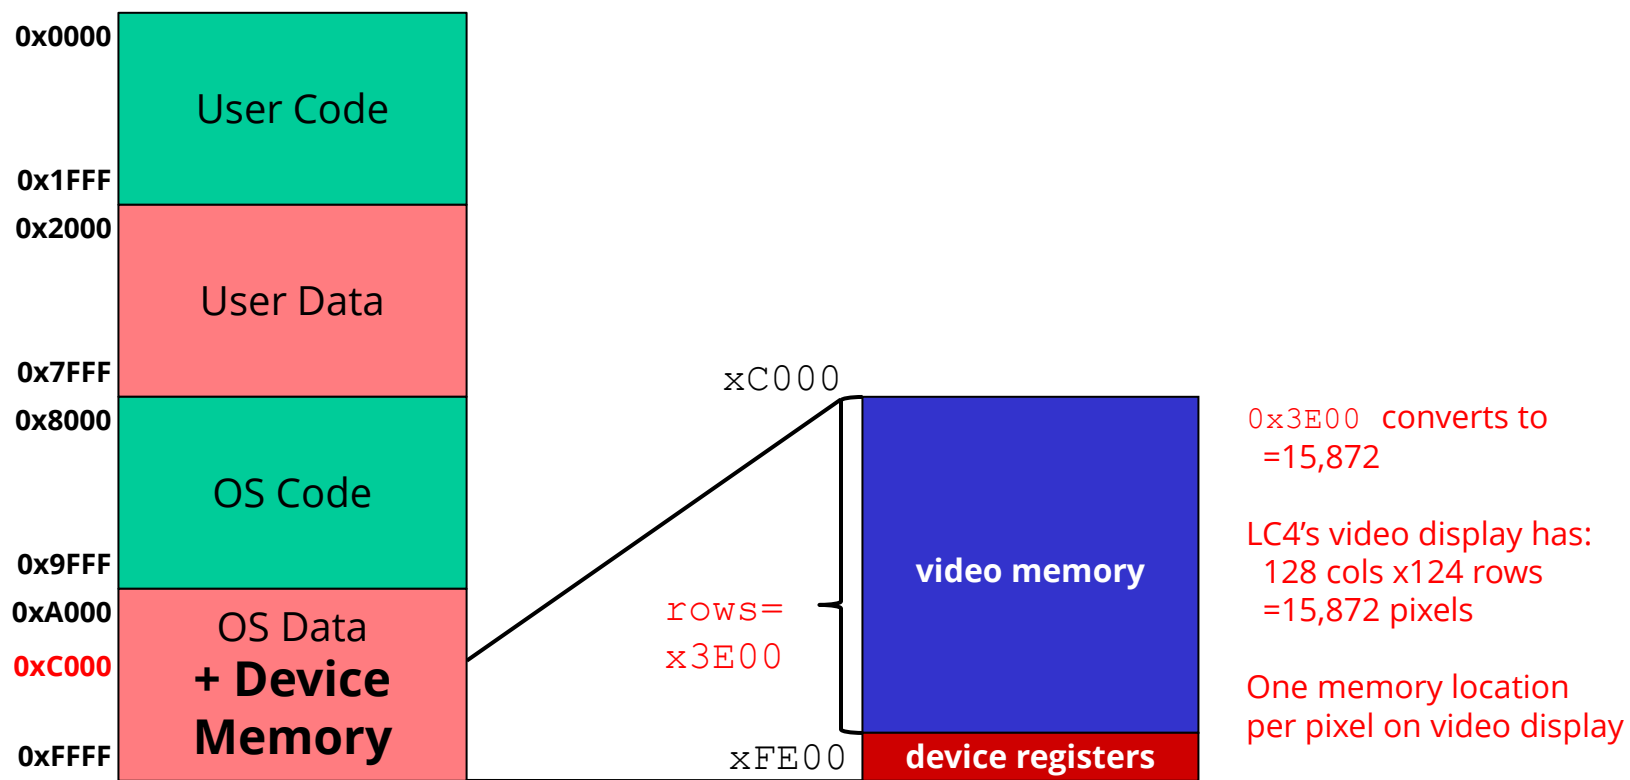 0x0000
User Code
0x1FFF
0x2000
User Data
0x7FFF
0x8000
OS Code
0x9FFF
0xA000
OS Data
0xC000
+ Device
Memory
0xFFFF
xC000
rows=
x3E00
video memory
xFE00
device registers
0x3E00 converts to
=15,872
LC4’s video display has:
128 cols x124 rows
=15,872 pixels
One memory location
per pixel on video display